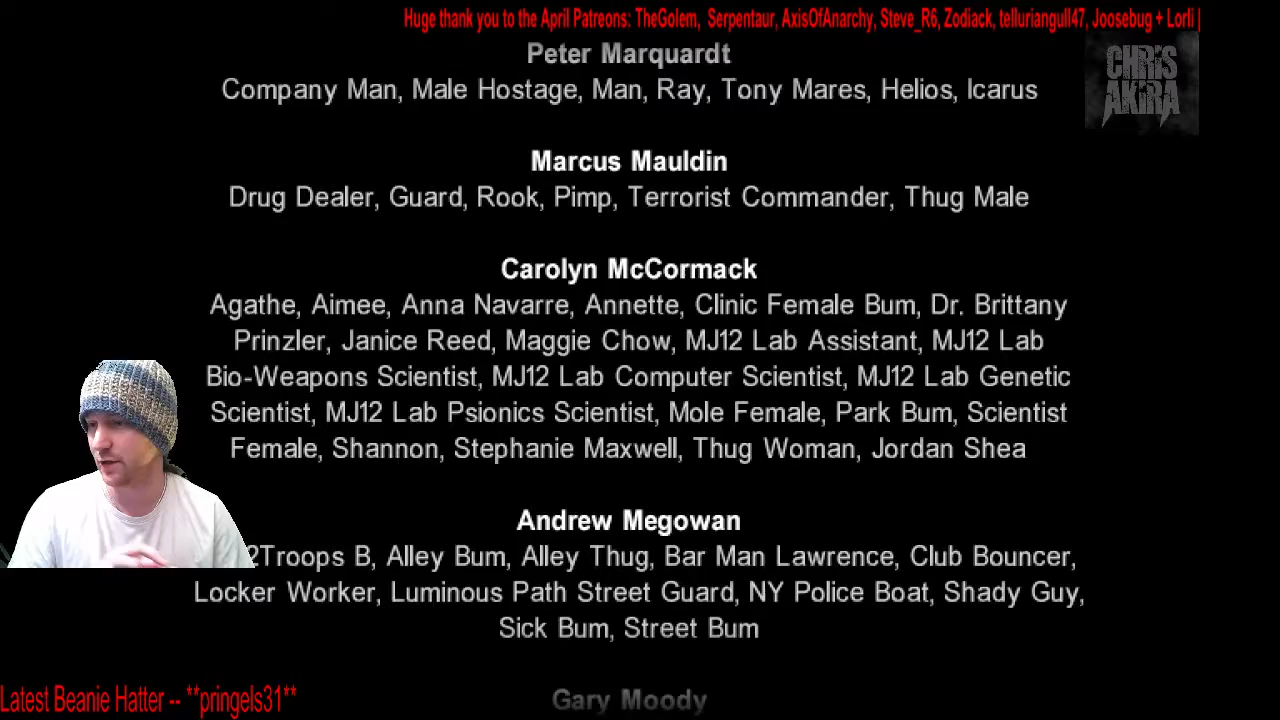 Huge thank you to the April Patreons: TheGolem, Serpentaur, AxisOfAnarchy, Steve_R6, Zodiack, telluriangull47, Joosebug + Lorli |
CHRIS
AKIRA
Peter Marquardt
Company Man, Male Hostage, Man, Ray, Tony Mares, Helios, Icarus
Marcus Mauldin
Drug Dealer, Guard, Rook, Pimp, Terrorist Commander, Thug Male
Carolyn McCormack
Agathe, Aimee, Anna Navarre, Annette, Clinic Female Bum, Dr. Brittany
Prinzler, Janice Reed, Maggie Chow, MJ12 Lab Assistant, MJ12 Lab
Bio-Weapons Scientist, MJ12 Lab Computer Scientist, MJ12 Lab Genetic
Scientist, MJ12 Lab Psionics Scientist, Mole Female, Park Bum, Scientist
Female, Shannon, Stephanie Maxwell, Thug Woman, Jordan Shea
Andrew Megowan
2Troops B, Alley Bum, Alley Thug, Bar Man Lawrence, Club Bouncer,
Locker Worker, Luminous Path Street Guard, NY Police Boat, Shady Guy,
Sick Bum, Street Bum
Gary Moody
Latest Beanie Hatter -- **pringels31**